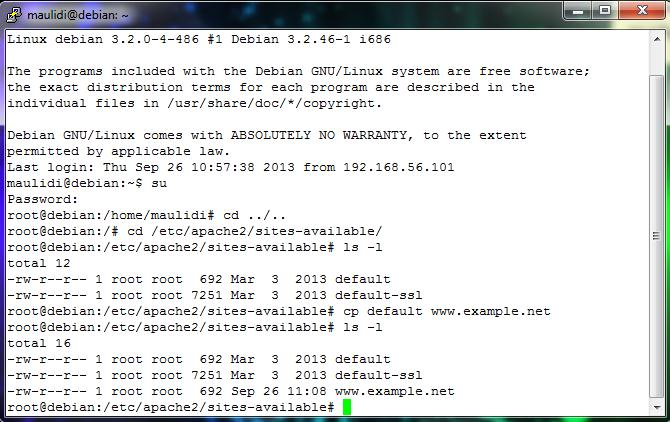 maulidi@debian: ~
Linux debian 3.2.0-4-486 #1 Debian 3.2.46-1 i686
The programs included with the Debian GNU/Linux system are free software;
the exact distribution terms for each program are described in the
individual files in /usr/share/doc/*/copyright.
Debian GNU/Linux comes with ABSOLUTELY NO WARRANTY, to the extent
permitted by applicable law.
Last login: Thu Sep 26 10:57:38 2013 from 192.168.56.101
maulidi@debian:~$ su
Password:
root@debian:/home/maulidi# cd ../..
root@debian:/# cd /etc/apache2/sites-available/
root@debian:/etc/apache2/sites-available# ls -l
total 12
-rw-r--r-- 1 root root  692 Mar  3  2013 default
-rw-r--r-- 1 root root 7251 Mar  3  2013 default-ssl
root@debian:/etc/apache2/sites-available# cp default www.example.net
root@debian:/etc/apache2/sites-available# ls -l
total 16
-rw-r--r-- 1 root root  692 Mar  3  2013 default
-rw-r--r-- 1 root root 7251 Mar  3  2013 default-ssl
-rw-r--r-- 1 root root  692 Sep 26 11:08 www.example.net
root@debian:/etc/apache2/sites-available#